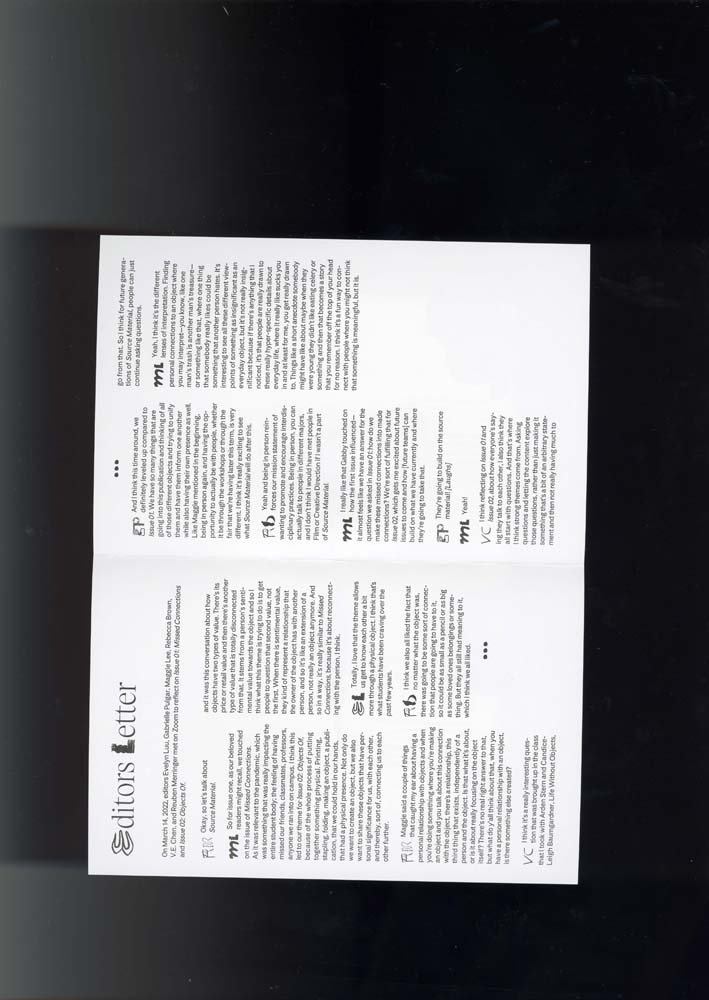 Editors Letter
On March 14, 2022, editors Evelyn Luu, Gabrielle Pulgar, Maggie Lee, Rebecca Brown,
V.E. Chen, and Reuben Merringer met on Zoom to reflect on Issue 01: Missed Connections
and Issue 02: Objects Of.
RM Okay, so let's talk about
Source Material.
mL So for issue one, as our beloved
readers might recall, we touched
on the issue of Missed Connections.
As it was relevant to the pandemic, which
was something that was really impacting the
entire student body; the feeling of having
missed our friends, classmates, professors,
anyone we ran into on campus. I think this
led to our theme for Issue 02: Objects Of,
because of the whole process of putting
together something physical. Printing,
stapling, folding, making an object, a publi-
cation, that we could hold in our hands,
that had a physical presence. Not only do
we want to create an object, but we also
want to share those objects that have per-
sonal significance for us, with each other,
and thereby, sort of, connecting us to each
other further.
RM Maggie said a couple of things
that caught my ear about having a
personal relationship with objects and when
you're doing something where you're making
an object and you talk about this connection
with the object, there's a relationship, this
third thing that exists, independently of a
person and the object. Is that what it's about,
or is it about really focusing on the object
itself? There's no real right answer to that,
but what do y'all think about that, when you
have a personal relationship with an object,
is there something else created?
VC I think it's a really interesting ques-
tion that was brought up in the class
that I took with Arden Stern and Candice-
Leigh Baumgardner, Life Without Objects,
and it was this conversation about how
objects have two types of value. There's its
price or retail value and then there's another
type of value that is totally disconnected
from that. It stems from a person's senti-
mental value towards the object and so I
think what this theme is trying to do is to get
people to question that second value, not
the first. When there is sentimental value,
they kind of represent a relationship that
the owner of the object has with another
person, and so it's like an extension of a
person, not really an object anymore. And
so in a way, it's really similar to Missed
Connections, because it's about reconnect-
ing with the person, I think.
EL Totally. I love that the theme allows
us get to know each other a bit
more through a physical object. I think that's
what students have been craving over the
past few years.
RB I think we also all liked the fact that
no matter what the object was,
there was going to be some sort of connec-
tion that people are going to have to it,
so it could be as small as a pencil or as big
as some loved ones belongings or some-
thing. But they all still had meaning to it,
which I think we all liked.
•••
•••
gp And I think this time around, we
definitely leveled up compared to
Issue 01. We have so many things that are
going into this publication and thinking of all
of those different objects and trying to unify
them and have them inform one another
while also having their own presence as well.
Like Maggie mentioned in the beginning,
being in person again, and having the op-
portunity to actually be with people, whether
it be through the workshops or through the
fair that we're having later this term, is very
different. I think it's really exciting to see
what Source Material will do after this.
RB Yeah and being in person rein-
forces our mission statement of
wanting to promote and encourage interdis-
ciplinary practices. Being in person, you can
actually talk to people in different majors,
and I don't think I would have met people in
Film or Creative Direction if I wasn't a part
of Source Material.
mL I really like that Gabby touched on
how the first issue influenced—
it almost feels like we have an answer for the
question we asked in Issue 01: how do we
make these missed connections into made
connections? We're sort of fulfilling that for
Issue 02, which gets me excited about future
issues to come and how [future teams] can
build on what we have currently and where
they're going to take that.
gp They're going to build on the source
material! [Laughs]
mL Yeah!
VC I think reflecting on Issue 01 and
Issue 02, about how everyone's say-
ing they talk to each other, I also think they
all start with questions. And that's where
I think strong themes come from. Asking
questions and letting the content explore
those questions, rather than just making it
something that's a bit of an arbitrary state-
ment and then not really having much to
go from that. So I think for future genera-
tions of Source Material, people can just
continue asking questions.
mL Yeah, I think it's the different
lenses of interpretation. Finding
personal connections to an object where
you may interpret—you know, like one
man's trash is another man's treasure—
or something like that, where one thing
that somebody really likes could be
something that another person hates. It's
interesting to see all these different view-
points of something as insignificant as an
everyday object, but it's not really insig-
nificant because if there's anything that I
noticed, it's that people are really drawn to
these really hyper-specific details about
everyday life, where it really like sucks you
in and at least for me, you get really drawn
to. Things like a short anecdote somebody
might have like about maybe when they
were young they didn't like eating celery or
something and then that becomes a story
that you remember off the top of your head
for no reason. I think it's a fun way to con-
nect with people where you might not think
that something is meaningful, but it is.